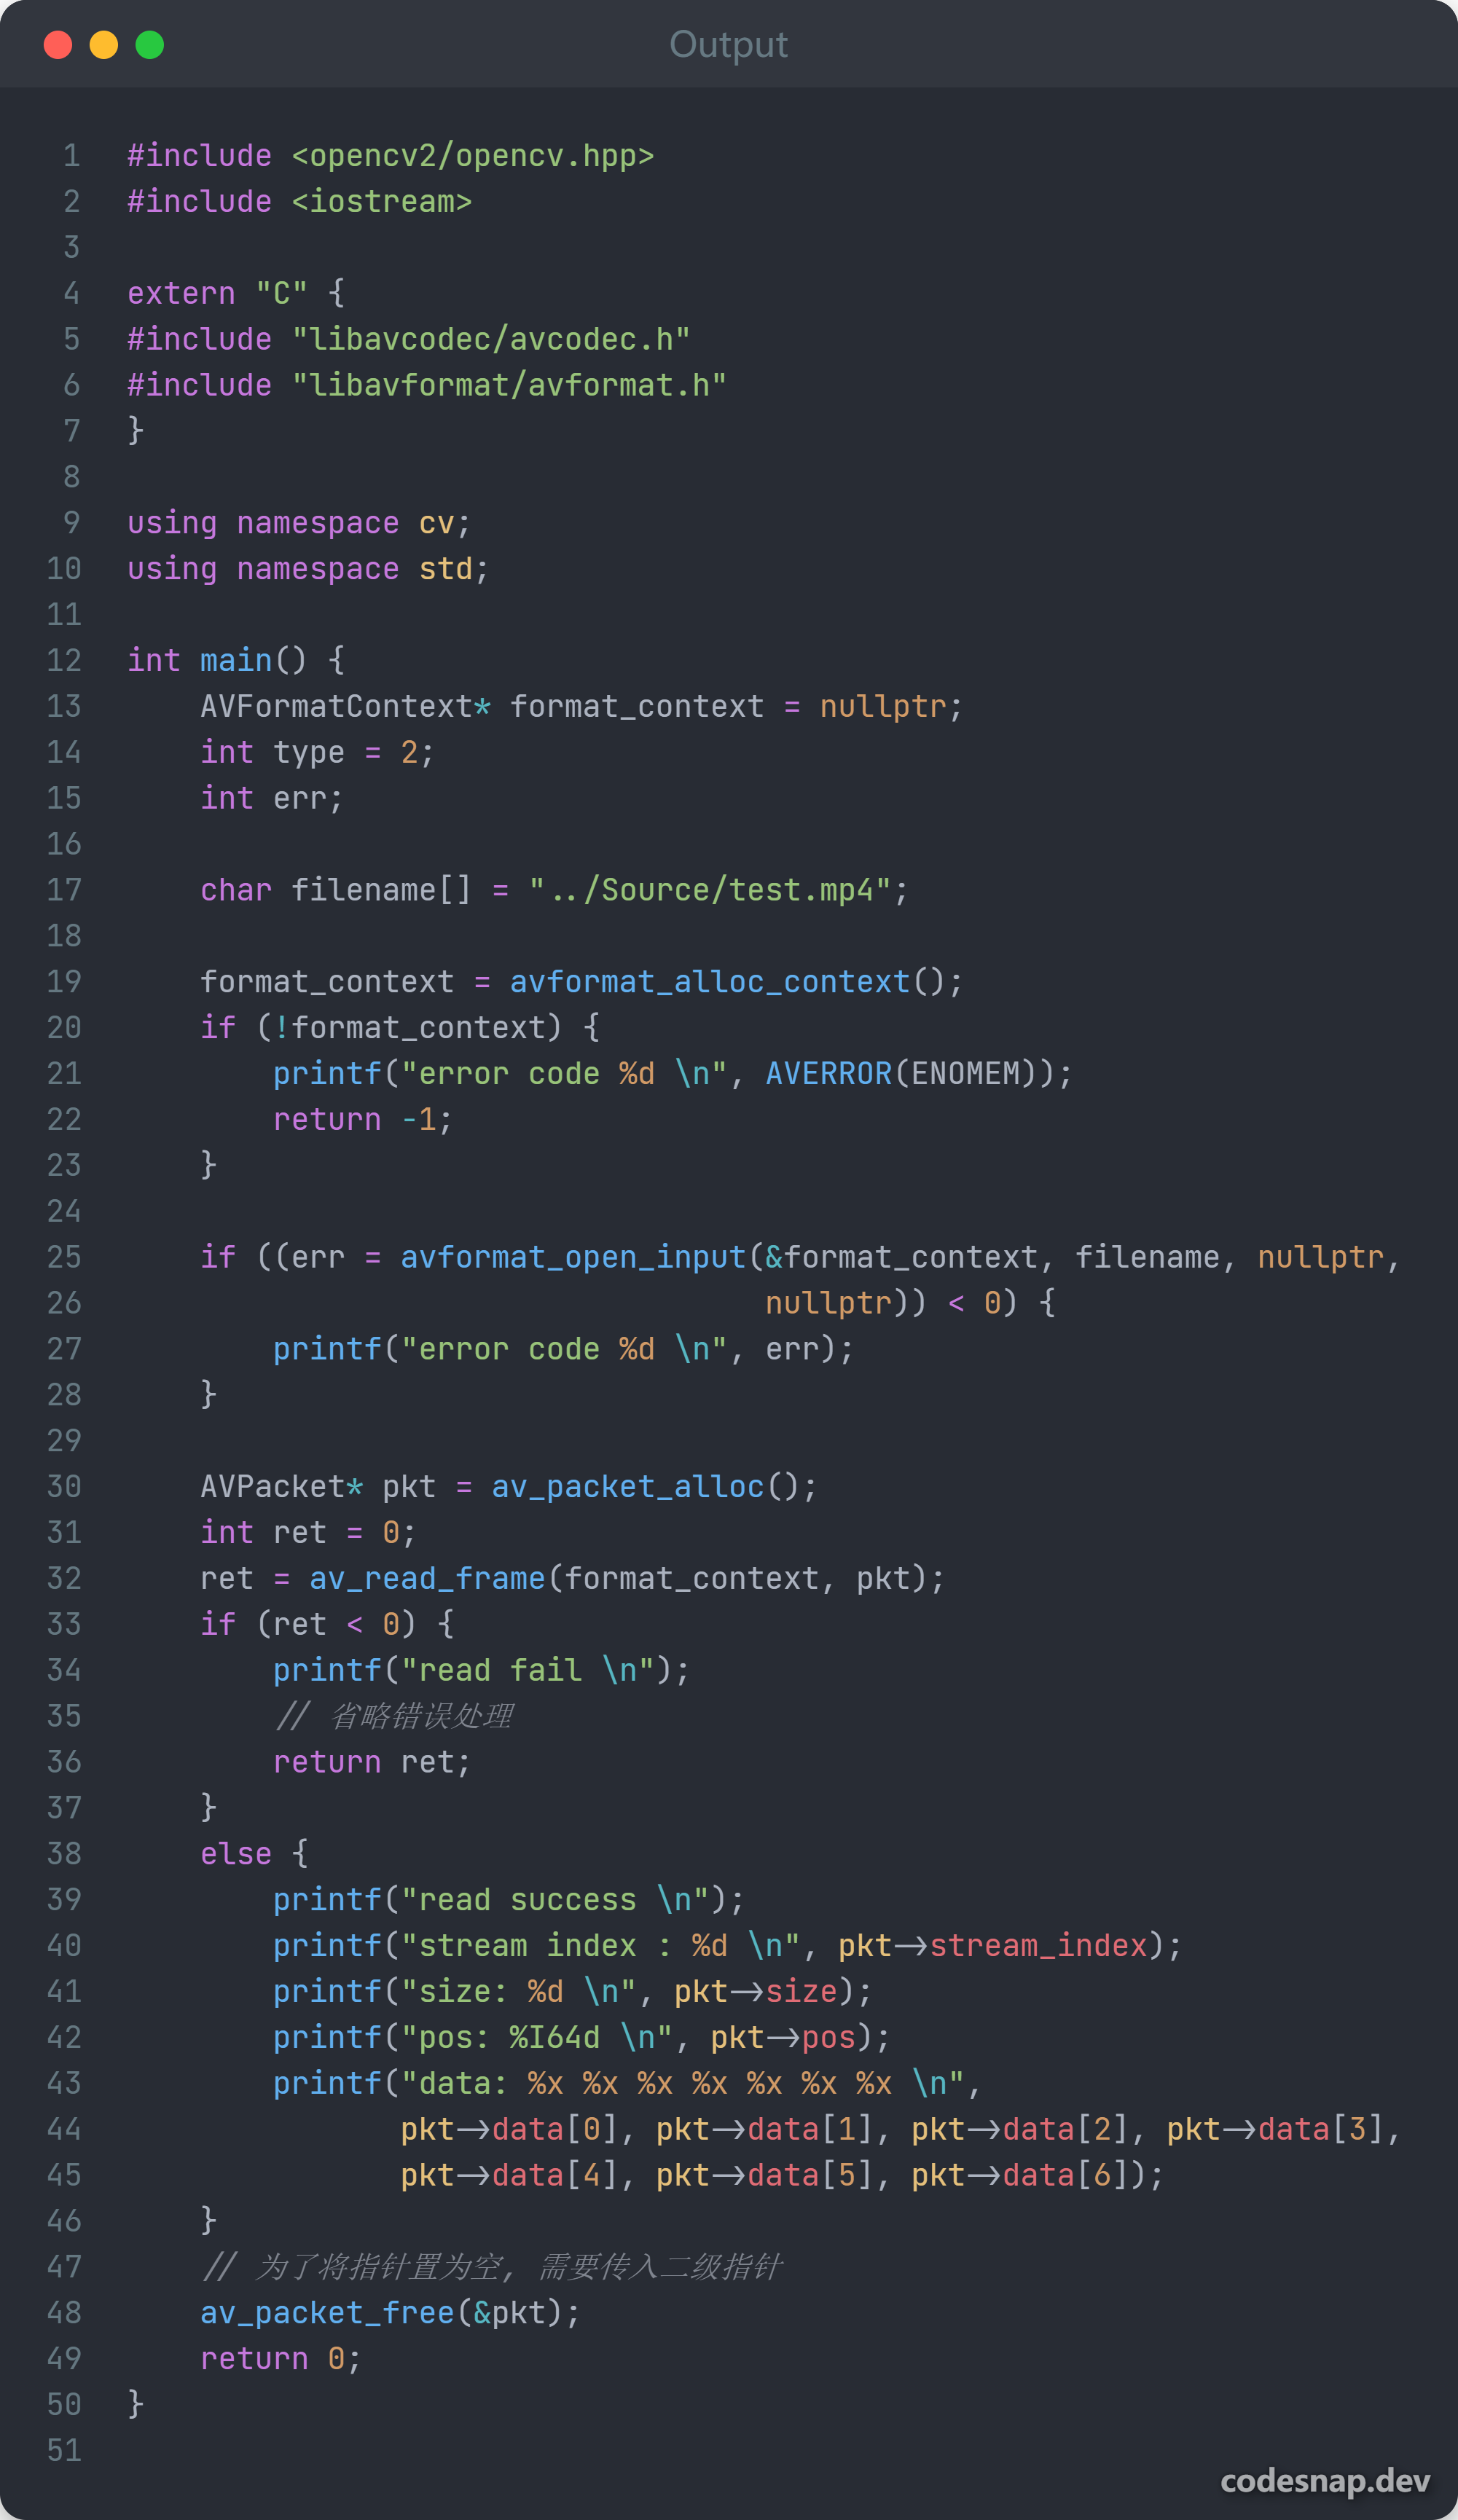 Output
1 #include <opencv2/opencv.hpp>
2 #include <iostream>
3
4 extern "C" {
5 #include "libavcodec/avcodec.h"
6 #include "libavformat/avformat.h"
7 }
8
9 using namespace cv;
10 using namespace std;
11
12 int main() {
13     AVFormatContext* format_context = nullptr;
14     int type = 2;
15     int err;
16
17     char filename[] = "../Source/test.mp4";
18
19     format_context = avformat_alloc_context();
20     if (!format_context) {
21         printf("error code %d \n", AVERROR(ENOMEM));
22         return -1;
23     }
24
25     if ((err = avformat_open_input(&format_context, filename, nullptr,
26                                    nullptr)) < 0) {
27         printf("error code %d \n", err);
28     }
29
30     AVPacket* pkt = av_packet_alloc();
31     int ret = 0;
32     ret = av_read_frame(format_context, pkt);
33     if (ret < 0) {
34         printf("read fail \n");
35         // 省略错误处理
36         return ret;
37     }
38     else {
39         printf("read success \n");
40         printf("stream index : %d \n", pkt->stream_index);
41         printf("size: %d \n", pkt->size);
42         printf("pos: %I64d \n", pkt->pos);
43         printf("data: %x %x %x %x %x %x %x \n",
44                pkt->data[0], pkt->data[1], pkt->data[2], pkt->data[3],
45                pkt->data[4], pkt->data[5], pkt->data[6]);
46     }
47     // 为了将指针置为空, 需要传入二级指针
48     av_packet_free(&pkt);
49     return 0;
50 }
51
codesnap.dev